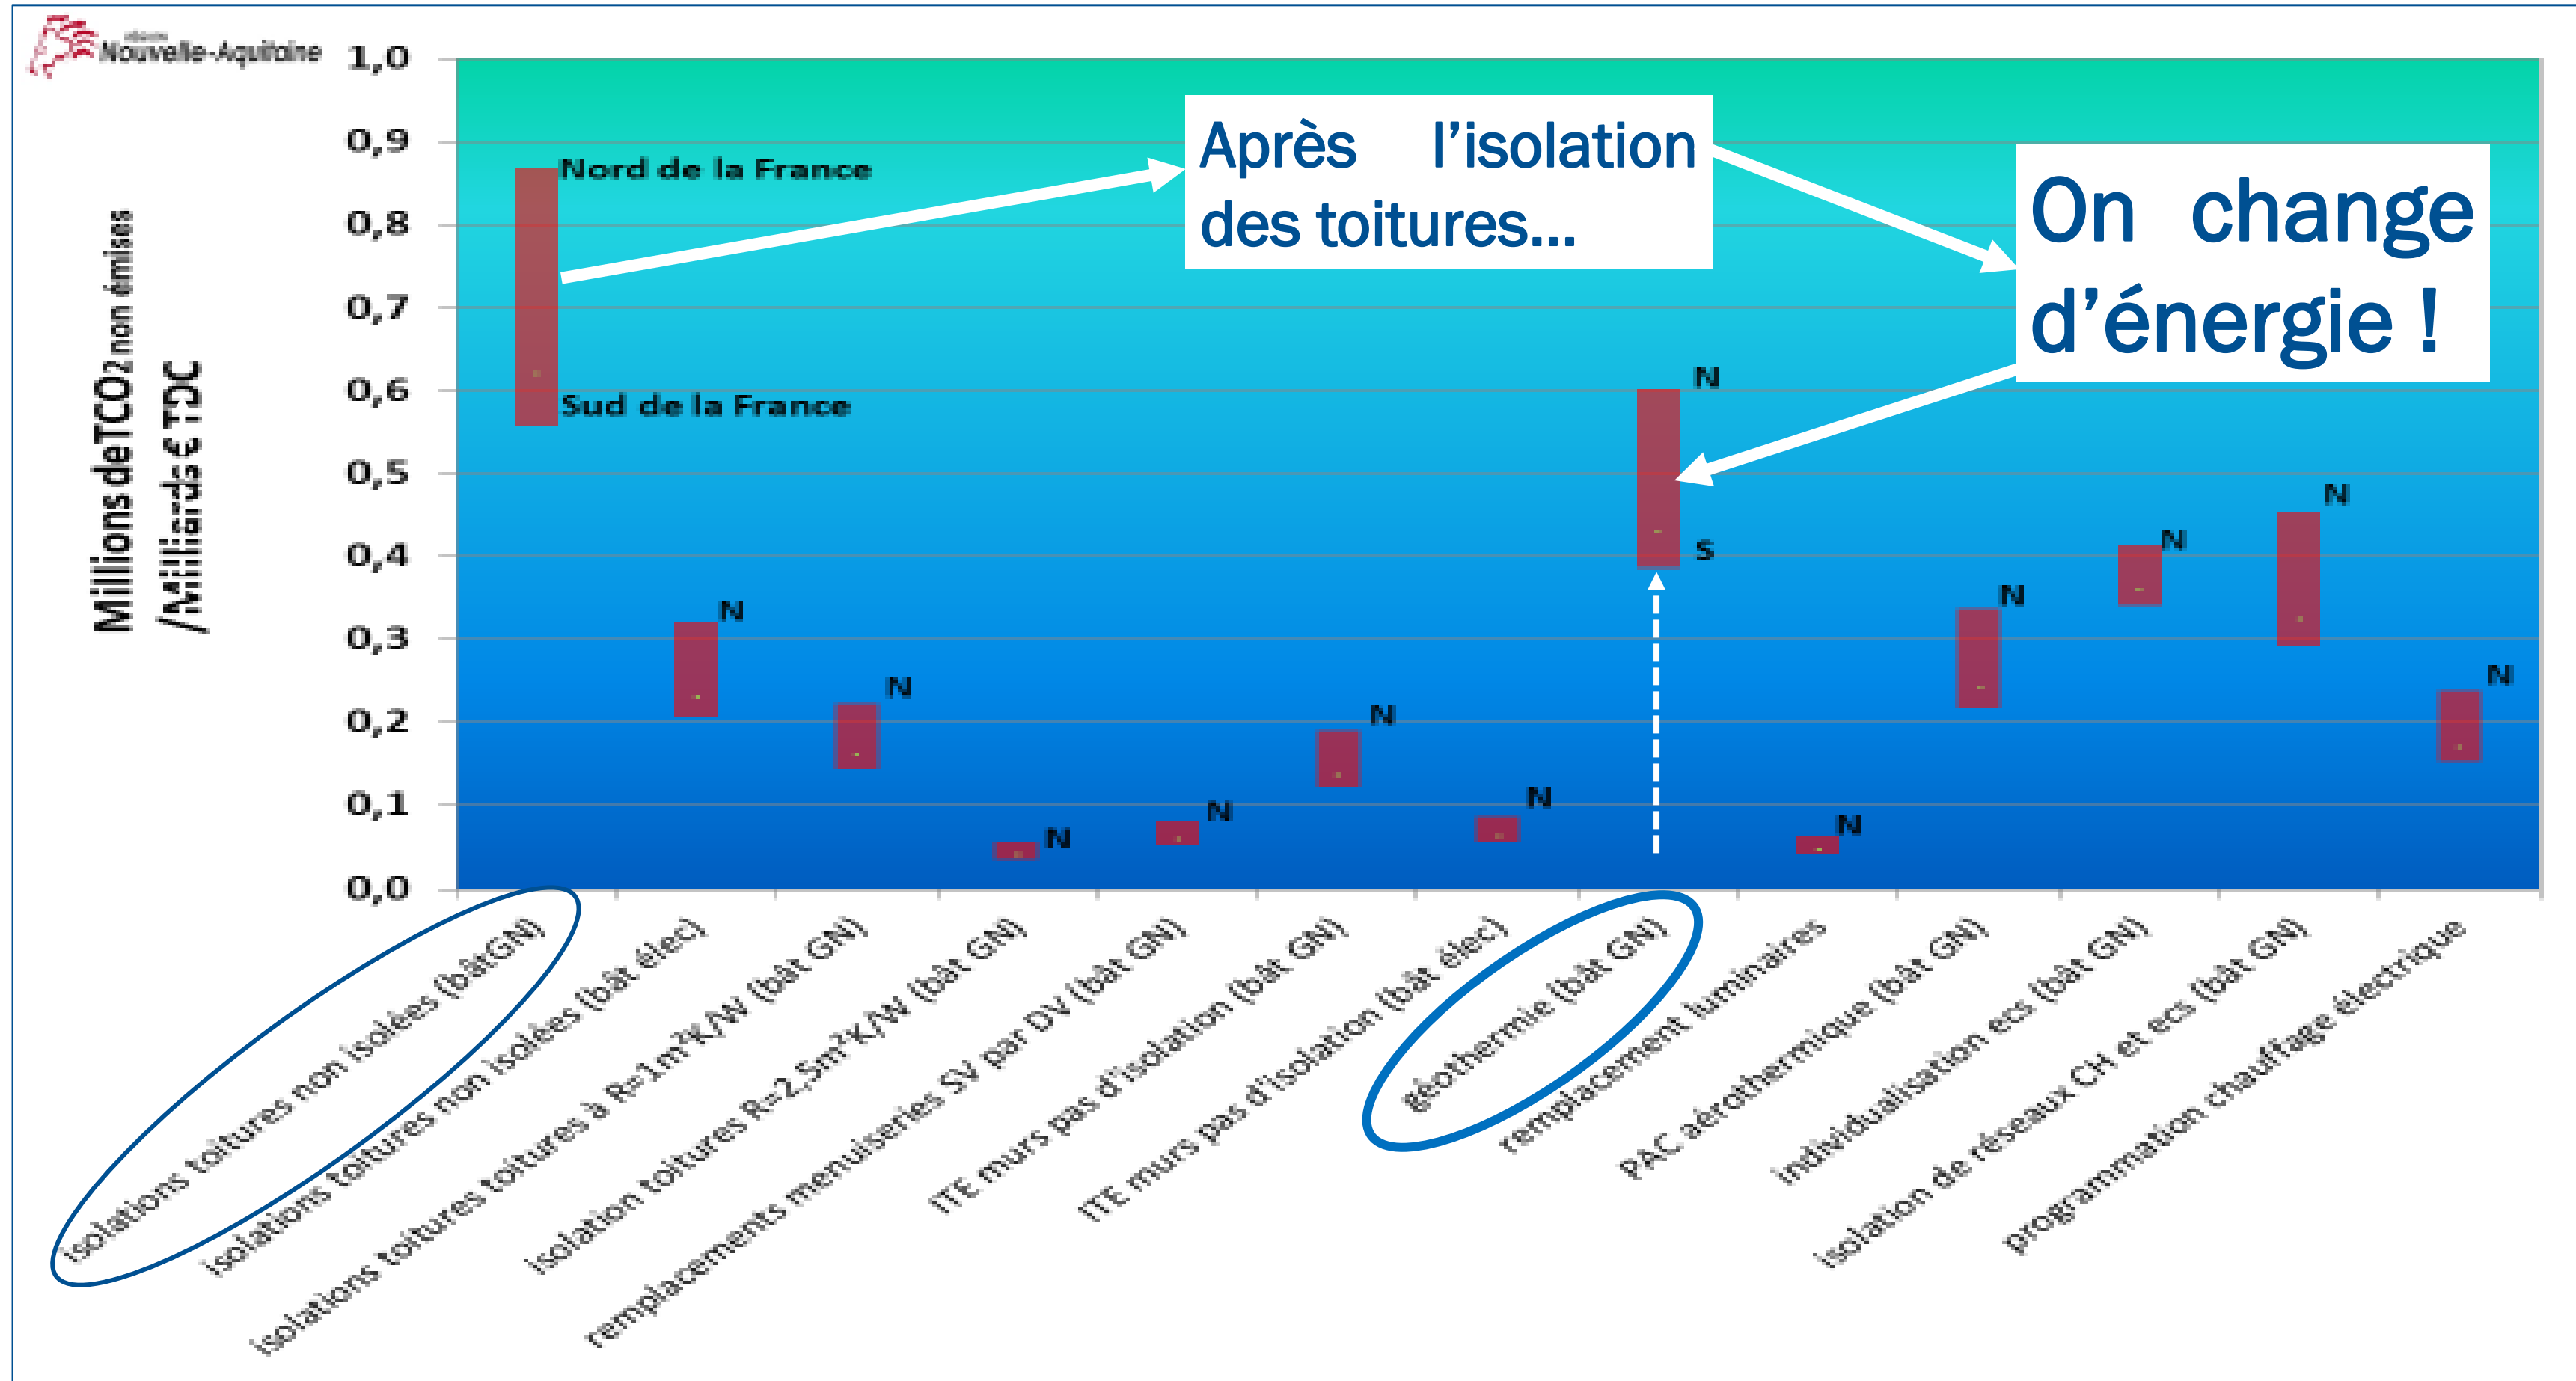 RÉGION
Nouvelle-Aquitaine
Millions de TCO2 non émises
/Milliards € TDC
1,0
0,9
0,8
0,7
0,6
0,5
0,4
0,3
0,2
0,1
0,0
Nord de la France
Sud de la France
Après l’isolation
des toitures...
On change
d’énergie !
N
N
N
N
N
N
N
S
N
N
N
N
N
isolations toitures non isolées (bâtGN)
isolations toitures non isolées (bât élec)
isolations toitures toitures à R=1m²K/W (bât GN)
isolation toitures R=2,5m²K/W (bât GN)
remplacements menuiseries SV par DV (bât GN)
ITE murs pas d'isolation (bât GN)
ITE murs pas d'isolation (bât élec)
géothermie (bât GN)
remplacement luminaires
PAC aérothermique (bât GN)
individualisation ecs (bât GN)
isolation de réseaux CH et ecs (bât GN)
programmation chauffage électrique